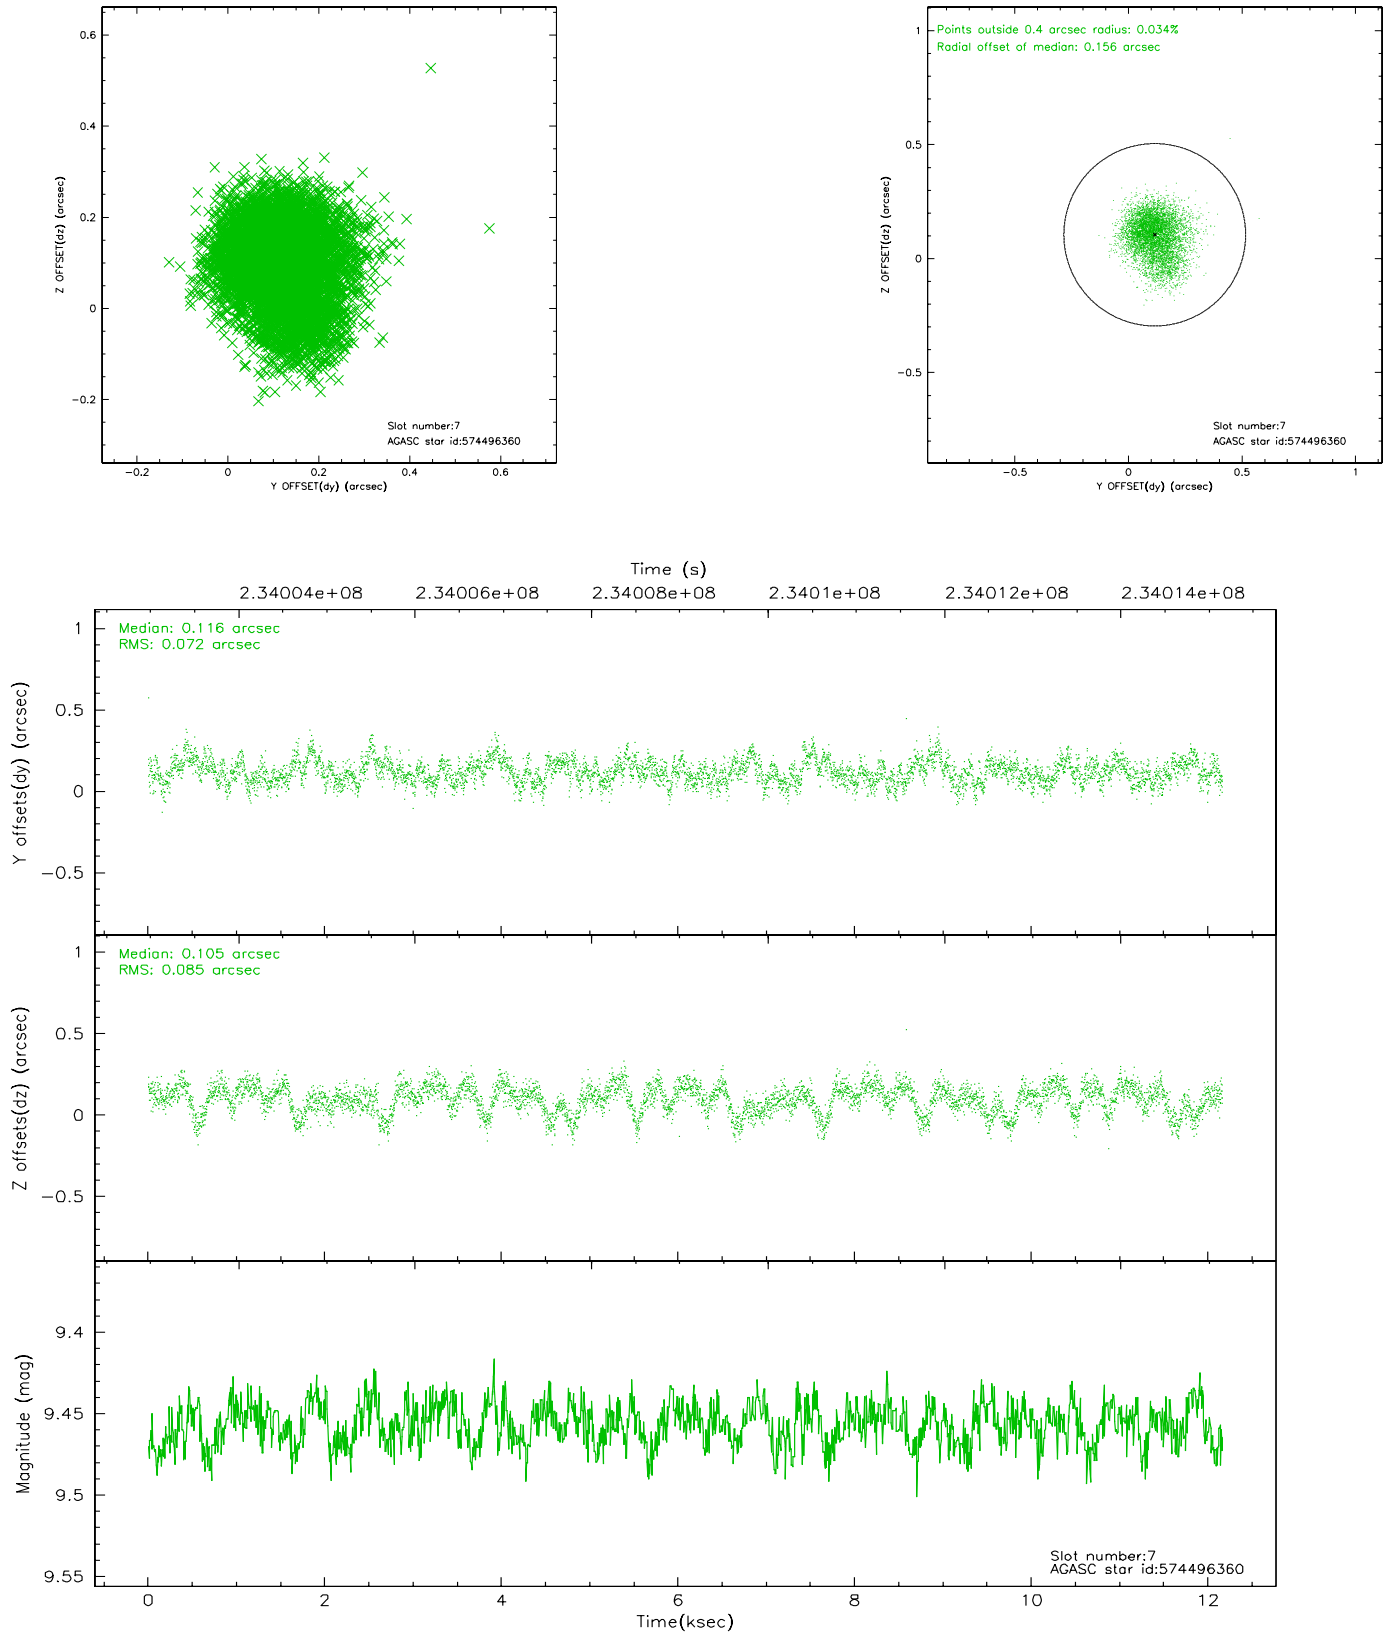 0.6
0.4
0.2
0
−0.2
Z OFFSET(dz) (arcsec)
Slot number:7
AGASC star id:574496360
−0.2 0 0.2 0.4 0.6
Y OFFSET(dy) (arcsec)
Points outside 0.4 arcsec radius: 0.034%
Radial offset of median: 0.156 arcsec
1
0.5
0
−0.5
Z OFFSET(dz) (arcsec)
Slot number:7
AGASC star id:574496360
−0.5 0 0.5 1
Y OFFSET(dy) (arcsec)
Time (s)
2.34004e+08 2.34006e+08 2.34008e+08 2.3401e+08 2.34012e+08 2.34014e+08
Median: 0.116 arcsec
RMS: 0.072 arcsec
1
0.5
0
−0.5
Y offsets(dy) (arcsec)
Median: 0.105 arcsec
RMS: 0.085 arcsec
1
0.5
0
−0.5
Z offsets(dz) (arcsec)
9.4
9.45
9.5
9.55
Magnitude (mag)
Slot number:7
AGASC star id:574496360
0 2 4 6 8 10 12
Time(ksec)